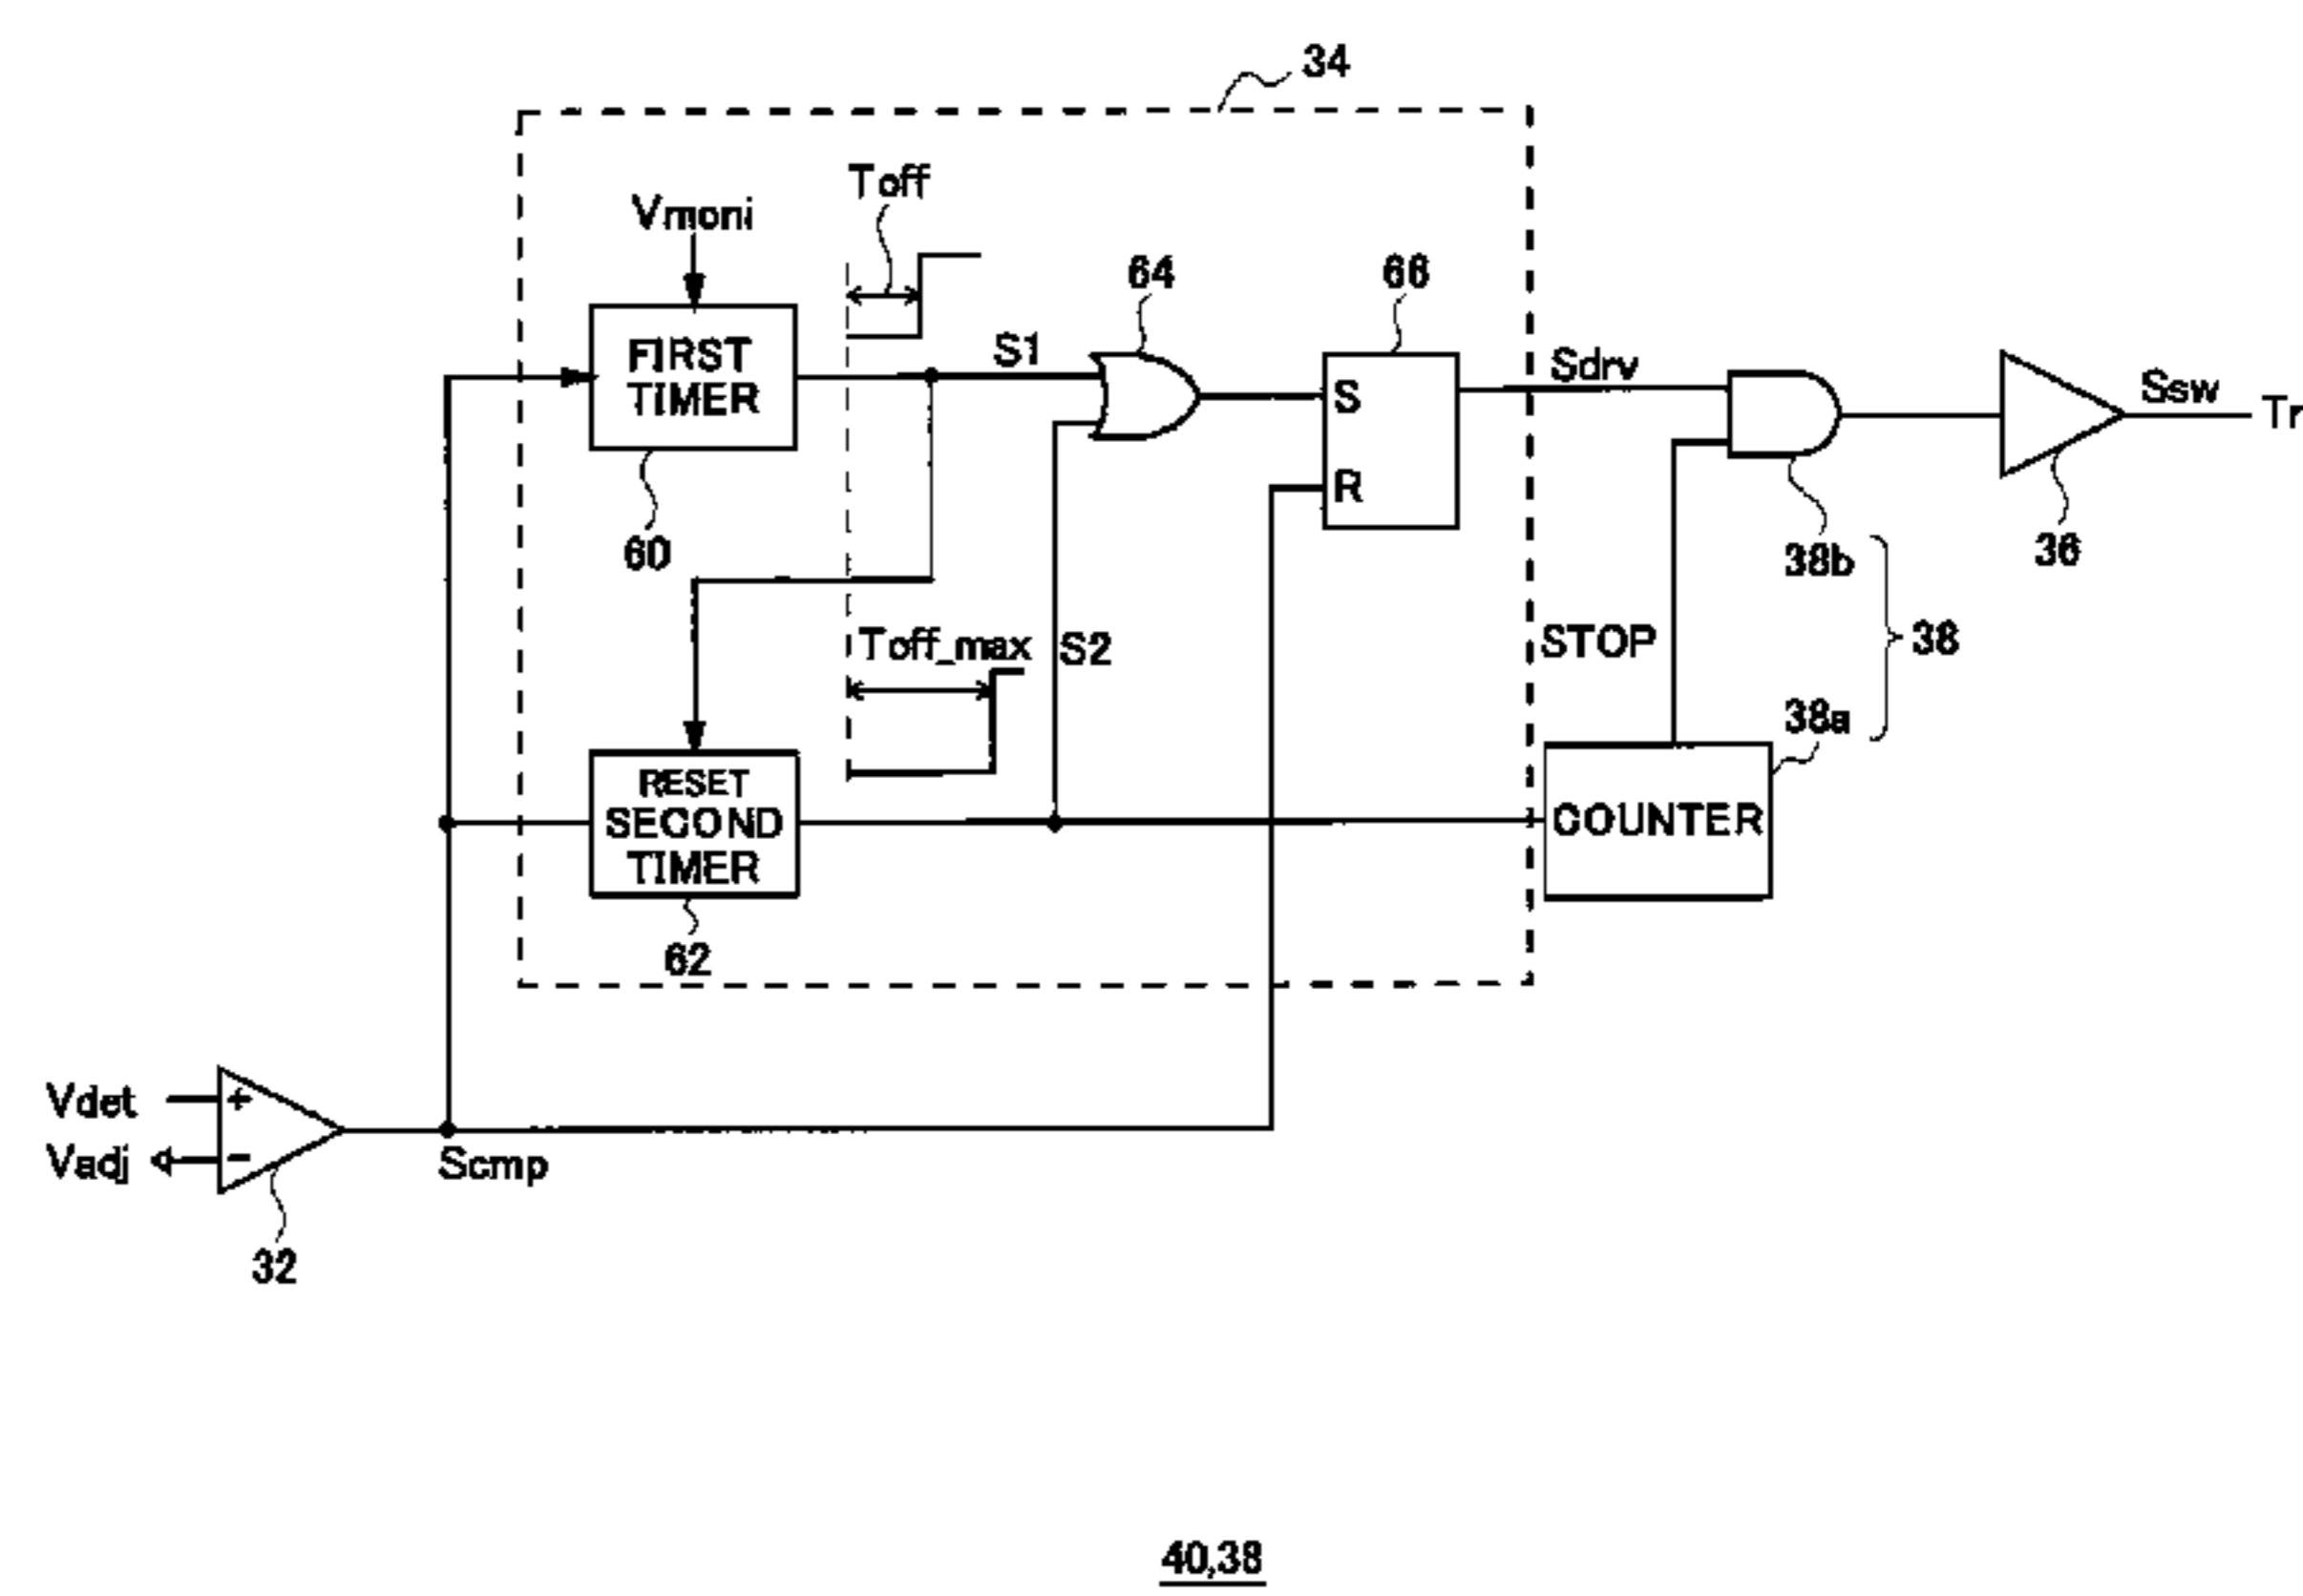 34
Toff
Vmoni
64
66
FIRST
TIMER
S1
S
R
Sdrv
Ssw
Tr
60
38b
36
Toff_max
S2
STOP
38
38a
RESET
SECOND
TIMER
COUNTER
62
Vdet
+
Vadj
−
Scmp
32
40,38